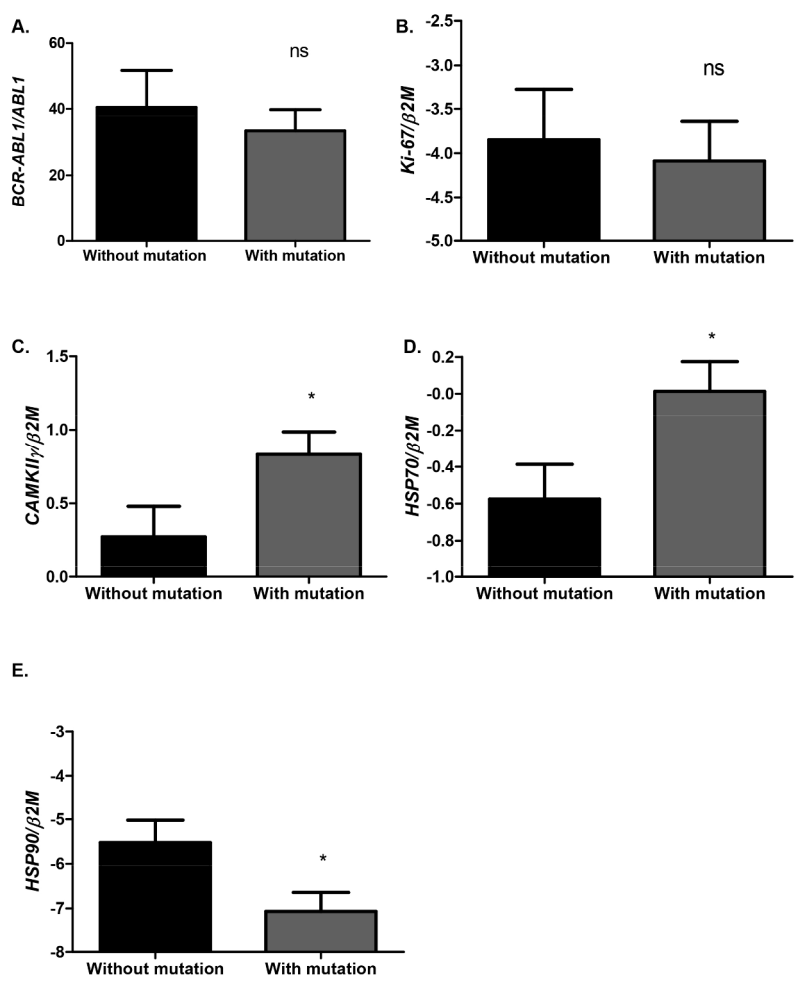 A.
BCR-ABL1/ABL1
60
40
20
0
ns
Without mutation
With mutation
B.
Ki-67/β2M
-2.5
-3.0
-3.5
-4.0
-4.5
-5.0
ns
Without mutation
With mutation
C.
CAMKIIγ/β2M
1.5
1.0
0.5
0.0
*
Without mutation
With mutation
D.
HSP70/β2M
0.2
-0.0
-0.2
-0.4
-0.6
-0.8
-1.0
*
Without mutation
With mutation
E.
HSP90/β2M
-3
-4
-5
-6
-7
-8
*
Without mutation
With mutation